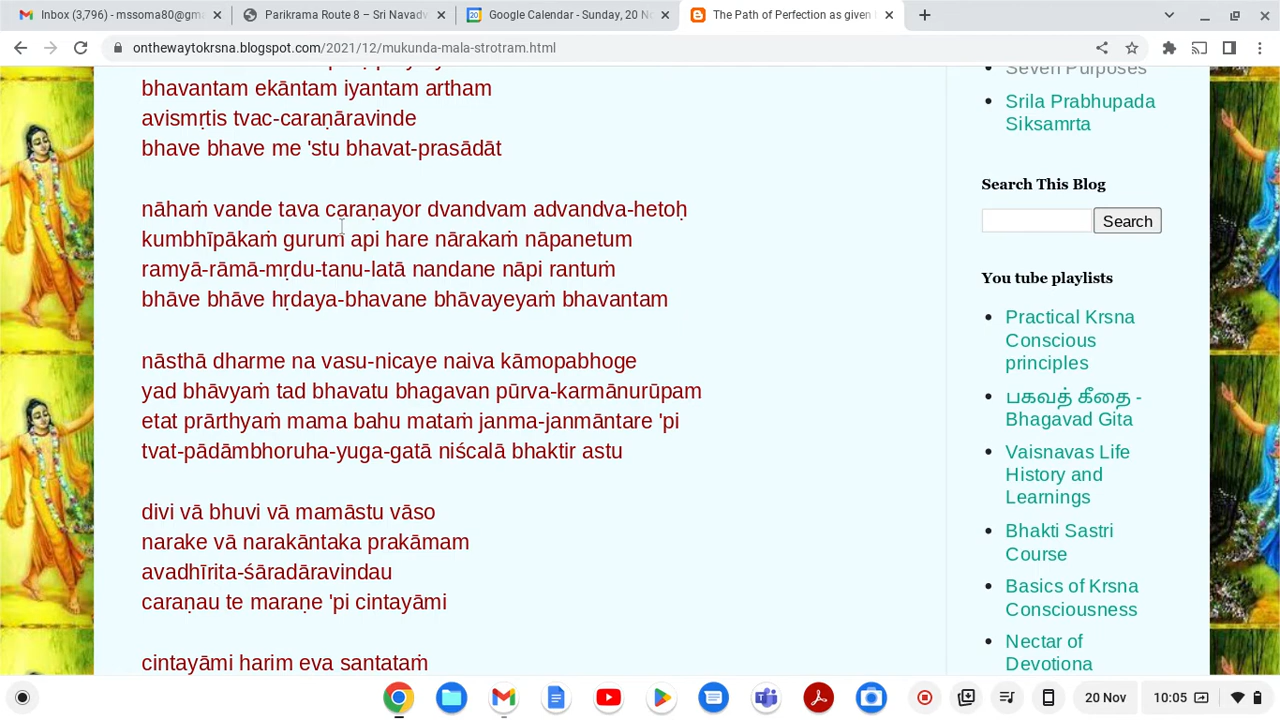 Inbox (3,796) - mssoma80@gm
Parikrama Route 8 – Sri Navadv
Google Calendar - Sunday, 20 N
The Path of Perfection as given
onthewaytokrsna.blogspot.com/2021/12/mukunda-mala-strotram.html
bhavantam ekāntam iyantam artham
avismṛtis tvac-caraṇāravinde
bhave bhave me 'stu bhavat-prasādāt
nāhaṁ vande tava caraṇayor dvandvam advandva-hetoḥ
kumbhīpākaṁ gurum api hare nārakaṁ nāpanetum
ramyā-rāmā-mṛdu-tanu-latā nandane nāpi rantuṁ
bhāve bhāve hṛdaya-bhavane bhāvayeyaṁ bhavantam
nāsthā dharme na vasu-nicaye naiva kāmopabhoge
yad bhāvyaṁ tad bhavatu bhagavan pūrva-karmānurūpam
etat prārthyaṁ mama bahu mataṁ janma-janmāntare 'pi
tvat-pādāmbhoruha-yuga-gatā niścalā bhaktir astu
divi vā bhuvi vā mamāstu vāso
narake vā narakāntaka prakāmam
avadhīrita-śāradāravindau
caraṇau te maraṇe 'pi cintayāmi
cintayāmi harim eva santataṁ
Seven Purposes
Srila Prabhupada
Siksamrta
Search This Blog
Search
You tube playlists
Practical Krsna
Conscious
principles
பகவத் கீதை -
Bhagavad Gita
Vaisnavas Life
History and
Learnings
Bhakti Sastri
Course
Basics of Krsna
Consciousness
Nectar of
Devotiona
20 Nov
10:05